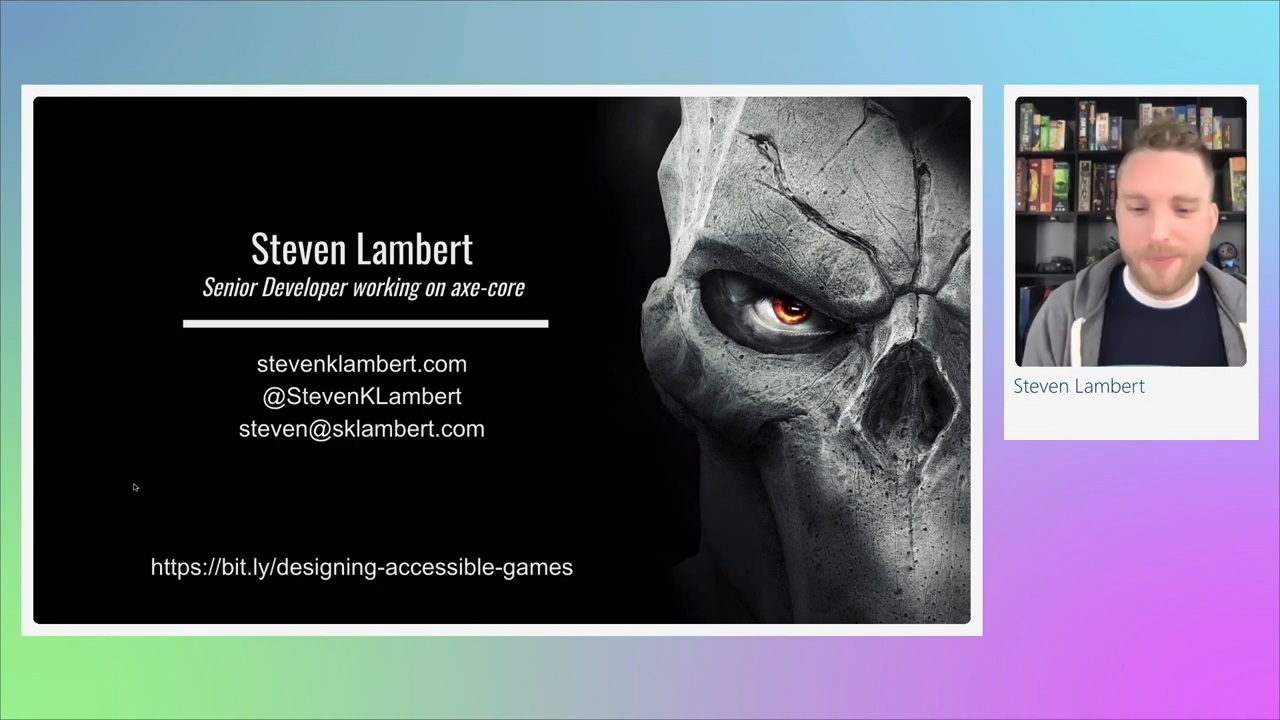 Steven Lambert
Senior Developer working on axe-core
stevenklambert.com
@StevenKLambert
steven@sklambert.com
https://bit.ly/designing-accessible-games
Steven Lambert